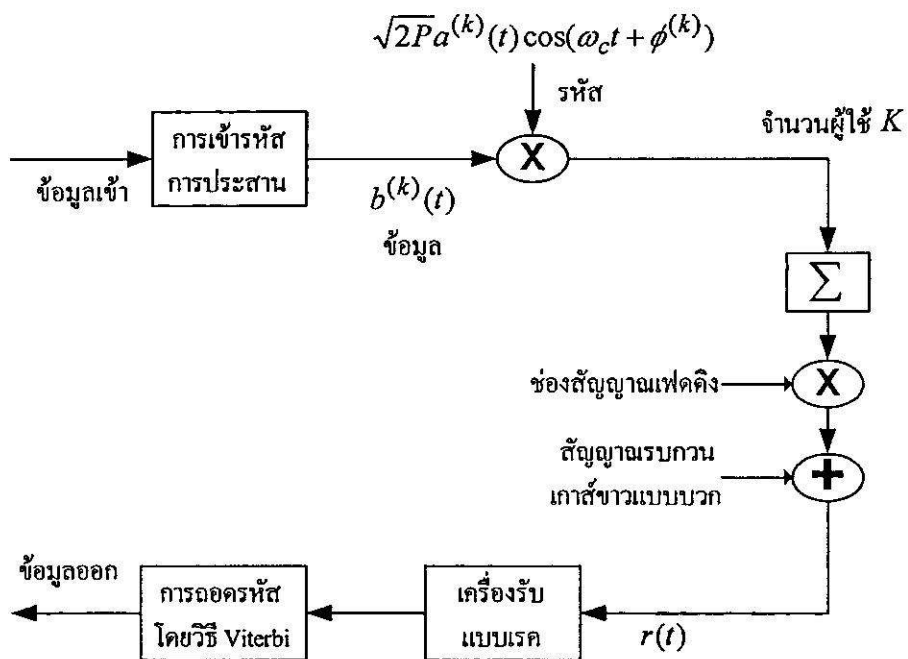 √2P a^(k)(t) cos(ω_c t + φ^(k))
รหัส
จำนวนผู้ใช้ K
การเข้ารหัส
การประสาน
X
ข้อมูลเข้า
b^(k)(t)
ข้อมูล
Σ
ช่องสัญญาณเฟดคิง
X
สัญญาณรบกวน
เกาส์ขาวแบบบวก
+
ข้อมูลออก
การถอดรหัส
โดยวิธี Viterbi
เครื่องรับ
แบบเรค
r(t)